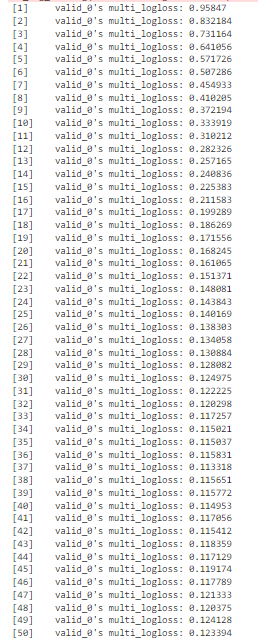 [1] valid_0's multi_logloss: 0.95847
[2] valid_0's multi_logloss: 0.832184
[3] valid_0's multi_logloss: 0.731164
[4] valid_0's multi_logloss: 0.641056
[5] valid_0's multi_logloss: 0.571726
[6] valid_0's multi_logloss: 0.507286
[7] valid_0's multi_logloss: 0.454933
[8] valid_0's multi_logloss: 0.410205
[9] valid_0's multi_logloss: 0.372194
[10] valid_0's multi_logloss: 0.333919
[11] valid_0's multi_logloss: 0.310212
[12] valid_0's multi_logloss: 0.282326
[13] valid_0's multi_logloss: 0.257165
[14] valid_0's multi_logloss: 0.240836
[15] valid_0's multi_logloss: 0.225383
[16] valid_0's multi_logloss: 0.211583
[17] valid_0's multi_logloss: 0.199289
[18] valid_0's multi_logloss: 0.186269
[19] valid_0's multi_logloss: 0.171556
[20] valid_0's multi_logloss: 0.168245
[21] valid_0's multi_logloss: 0.161065
[22] valid_0's multi_logloss: 0.151371
[23] valid_0's multi_logloss: 0.148081
[24] valid_0's multi_logloss: 0.143843
[25] valid_0's multi_logloss: 0.140169
[26] valid_0's multi_logloss: 0.138303
[27] valid_0's multi_logloss: 0.134058
[28] valid_0's multi_logloss: 0.130884
[29] valid_0's multi_logloss: 0.128082
[30] valid_0's multi_logloss: 0.124975
[31] valid_0's multi_logloss: 0.122225
[32] valid_0's multi_logloss: 0.120298
[33] valid_0's multi_logloss: 0.117257
[34] valid_0's multi_logloss: 0.115021
[35] valid_0's multi_logloss: 0.115037
[36] valid_0's multi_logloss: 0.115831
[37] valid_0's multi_logloss: 0.113318
[38] valid_0's multi_logloss: 0.115651
[39] valid_0's multi_logloss: 0.115772
[40] valid_0's multi_logloss: 0.114953
[41] valid_0's multi_logloss: 0.117056
[42] valid_0's multi_logloss: 0.115412
[43] valid_0's multi_logloss: 0.118359
[44] valid_0's multi_logloss: 0.117129
[45] valid_0's multi_logloss: 0.119174
[46] valid_0's multi_logloss: 0.117789
[47] valid_0's multi_logloss: 0.121333
[48] valid_0's multi_logloss: 0.120375
[49] valid_0's multi_logloss: 0.124128
[50] valid_0's multi_logloss: 0.123394